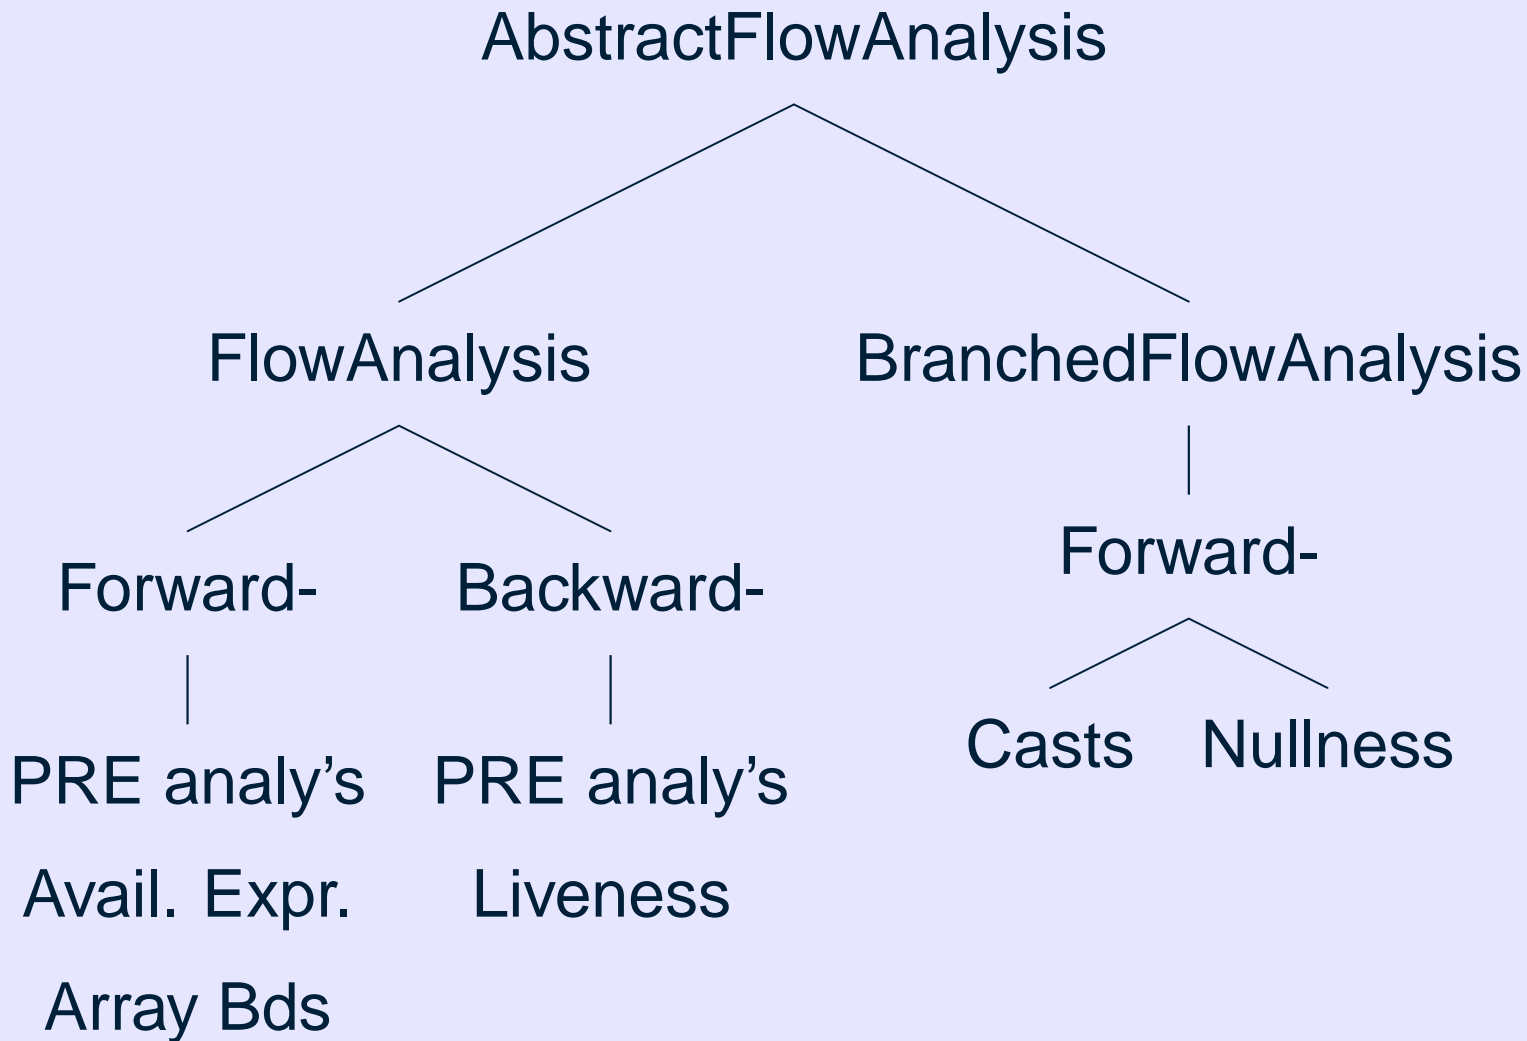 AbstractFlowAnalysis
FlowAnalysis
BranchedFlowAnalysis
Forward-
Backward-
Forward-
PRE analy’s
Avail. Expr.
Array Bds
PRE analy’s
Liveness
Casts
Nullness